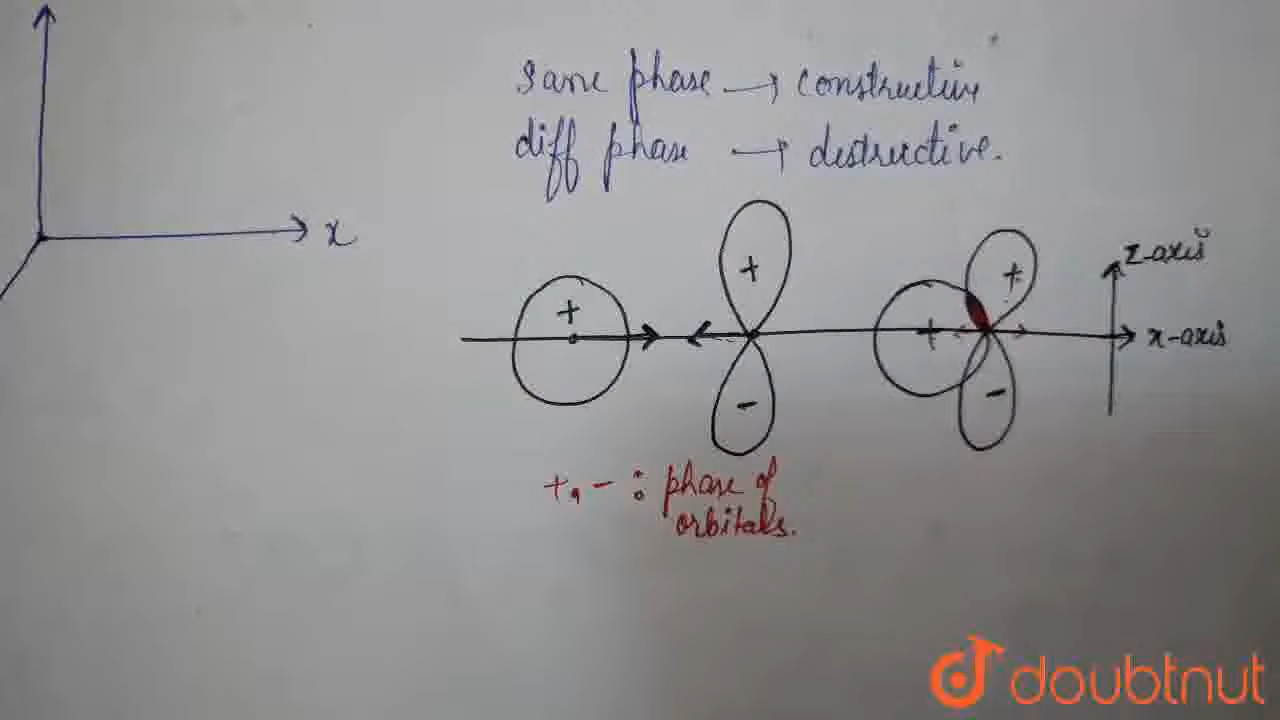 same phase → constructive
diff phase → destructive.
x
+
+
+
+
-
-
z-axis
x-axis
+, - : phase of
orbitals.
doubtnut